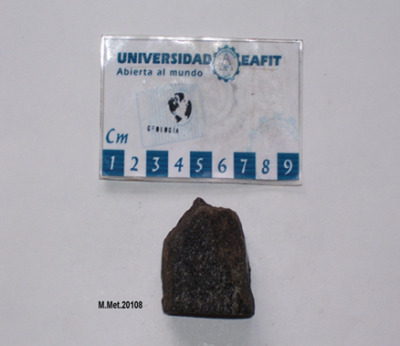 UNIVERSIDAD EAFIT
Abierta al mundo
GEOLOGÍA
Cm
1 2 3 4 5 6 7 8 9
M.Met.20108